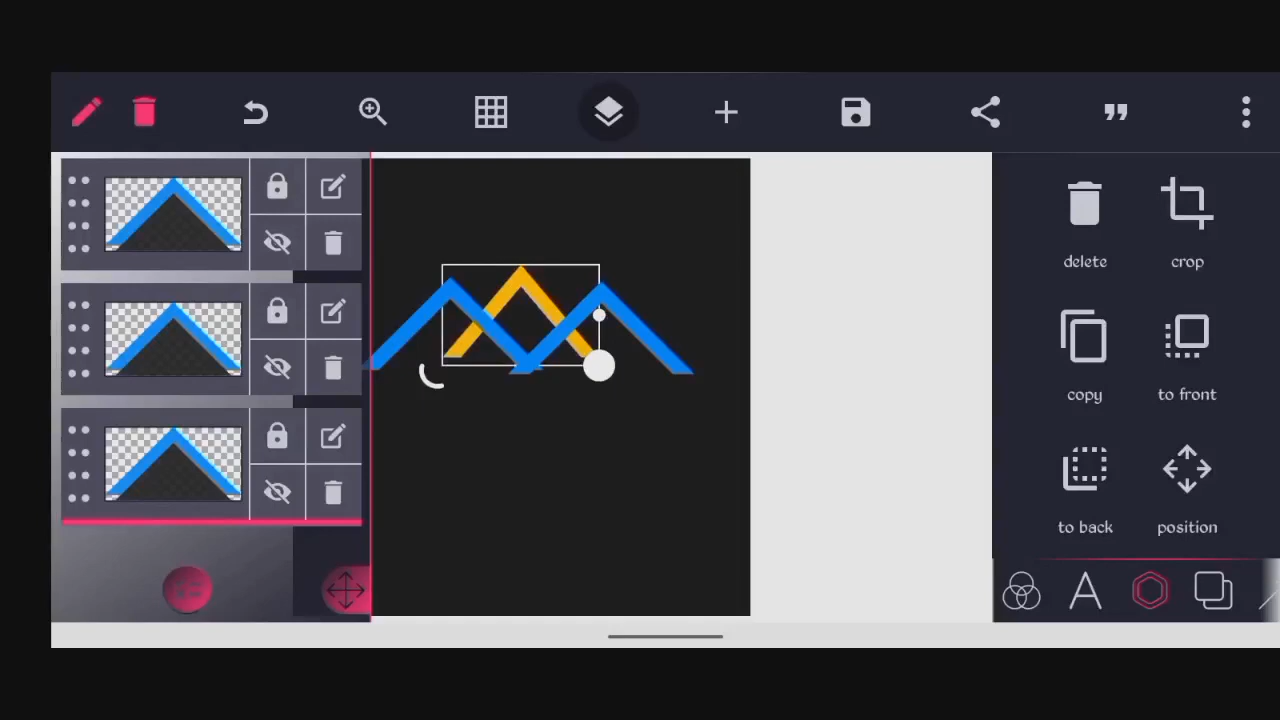 delete
crop
copy
to front
to back
position
A